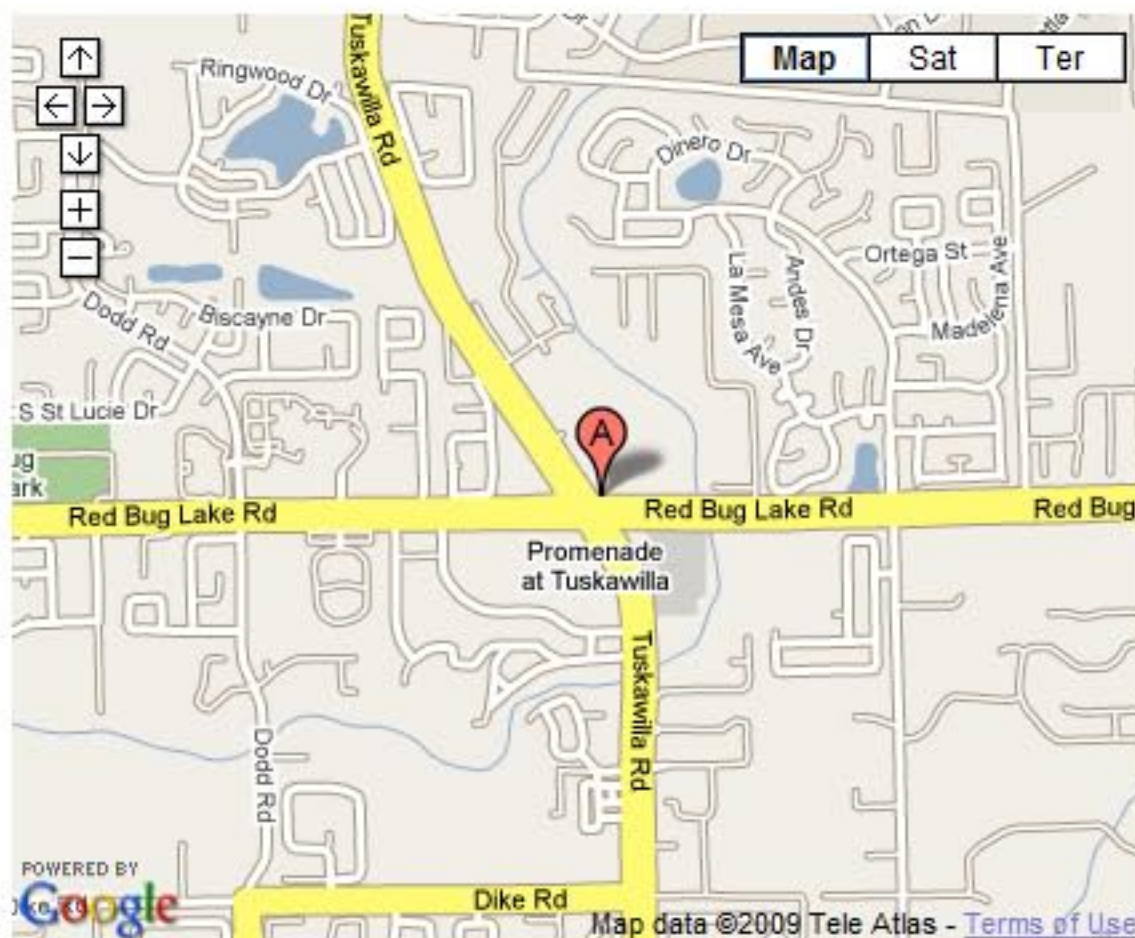 Map
Sat
Ter
Tuskawilla Rd
Ringwood Dr
Dinero Dr
Ortega St
La Mesa Ave
Andes Dr
Madelena Ave
Dodd Rd
Biscayne Dr
S St Lucie Dr
A
Red Bug Lake Rd
Red Bug Lake Rd
Red Bug
Promenade
at Tuskawilla
Tuskawilla Rd
Dodd Rd
POWERED BY
Google
Dike Rd
Map data ©2009 Tele Atlas - Terms of Use